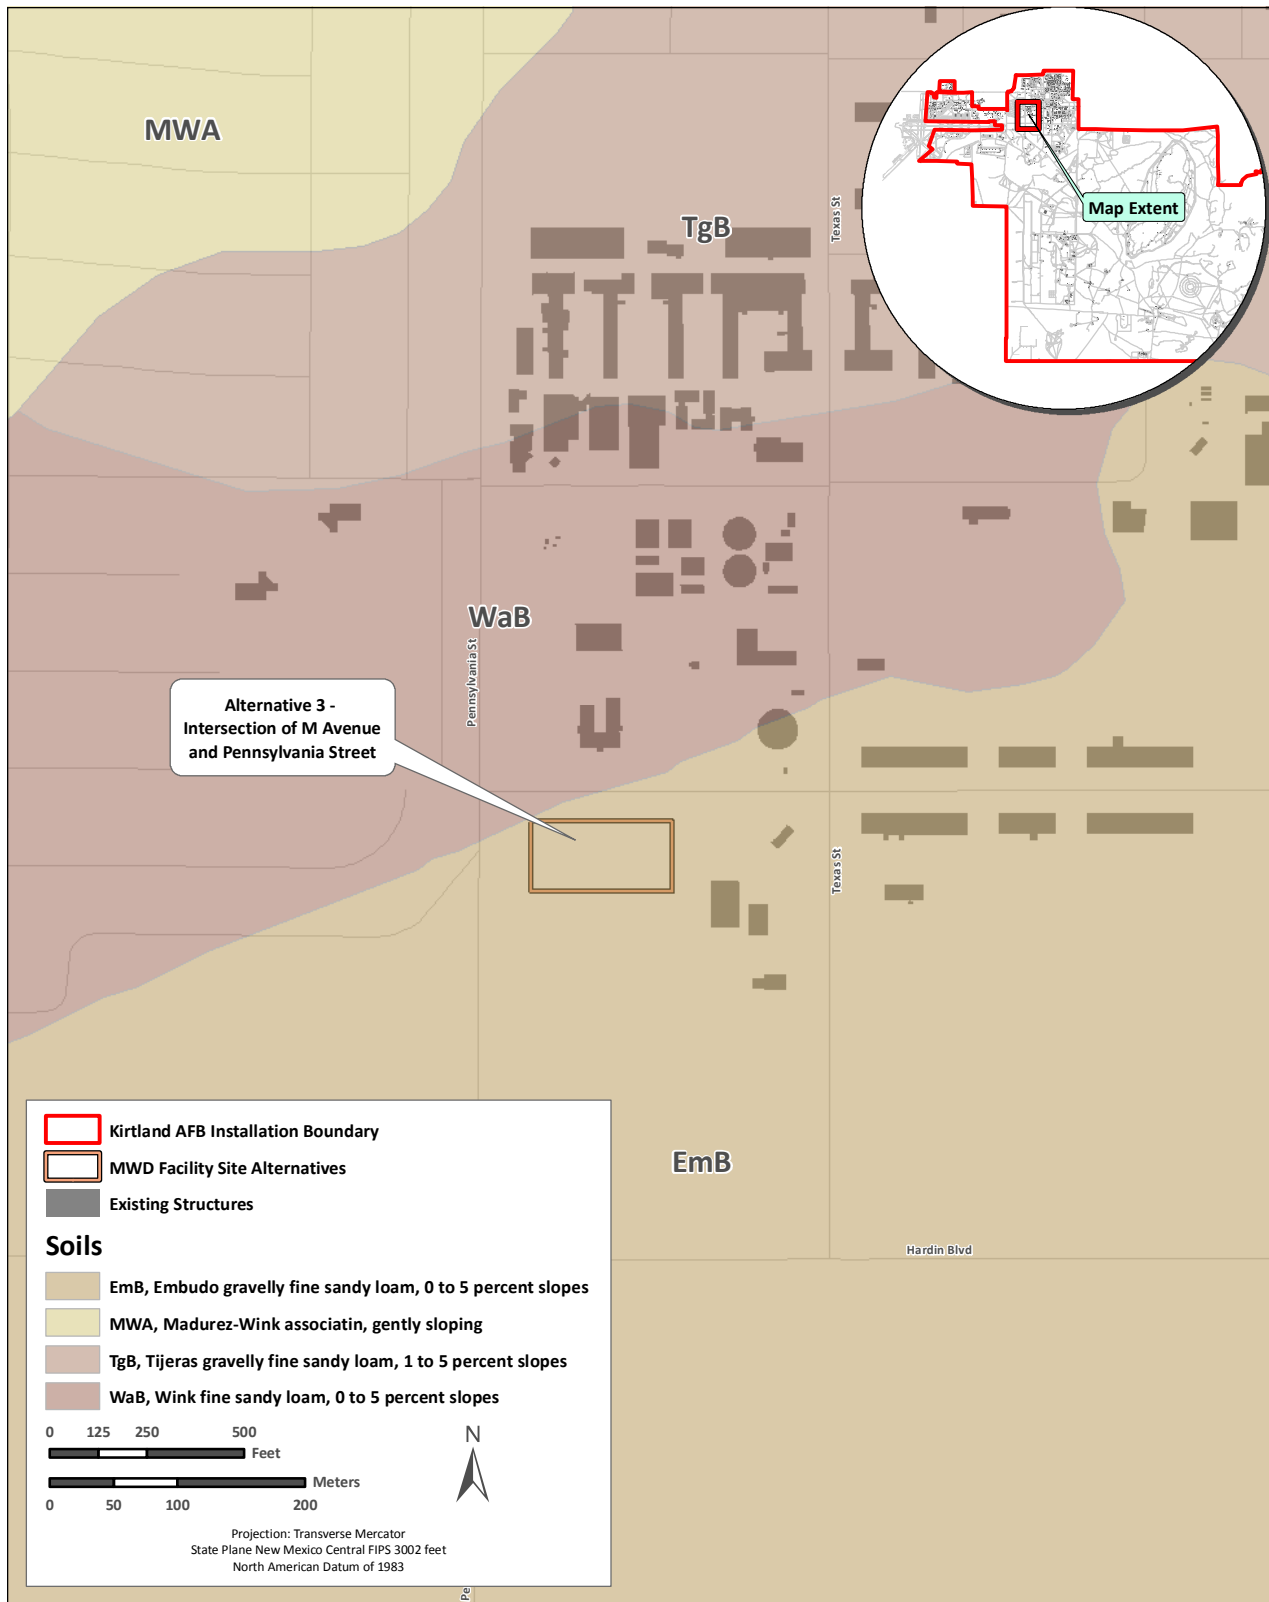 MWA
TgB
Texas St
Map Extent
WaB
Pennsylvania St
Alternative 3 -
Intersection of M Avenue
and Pennsylvania Street
Texas St
EmB
Hardin Blvd
Kirtland AFB Installation Boundary
MWD Facility Site Alternatives
Existing Structures
Soils
EmB, Embudo gravelly fine sandy loam, 0 to 5 percent slopes
MWA, Madurez-Wink associatin, gently sloping
TgB, Tijeras gravelly fine sandy loam, 1 to 5 percent slopes
WaB, Wink fine sandy loam, 0 to 5 percent slopes
0 125 250 500
Feet
Meters
0 50 100 200
N
Projection: Transverse Mercator
State Plane New Mexico Central FIPS 3002 feet
North American Datum of 1983
Pe